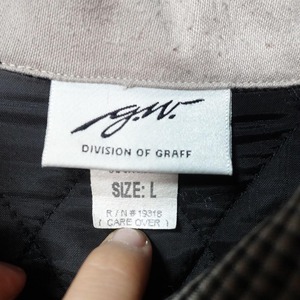 g.w.
DIVISION OF GRAFF
SIZE: L
R / N # 19318
( CARE OVER )